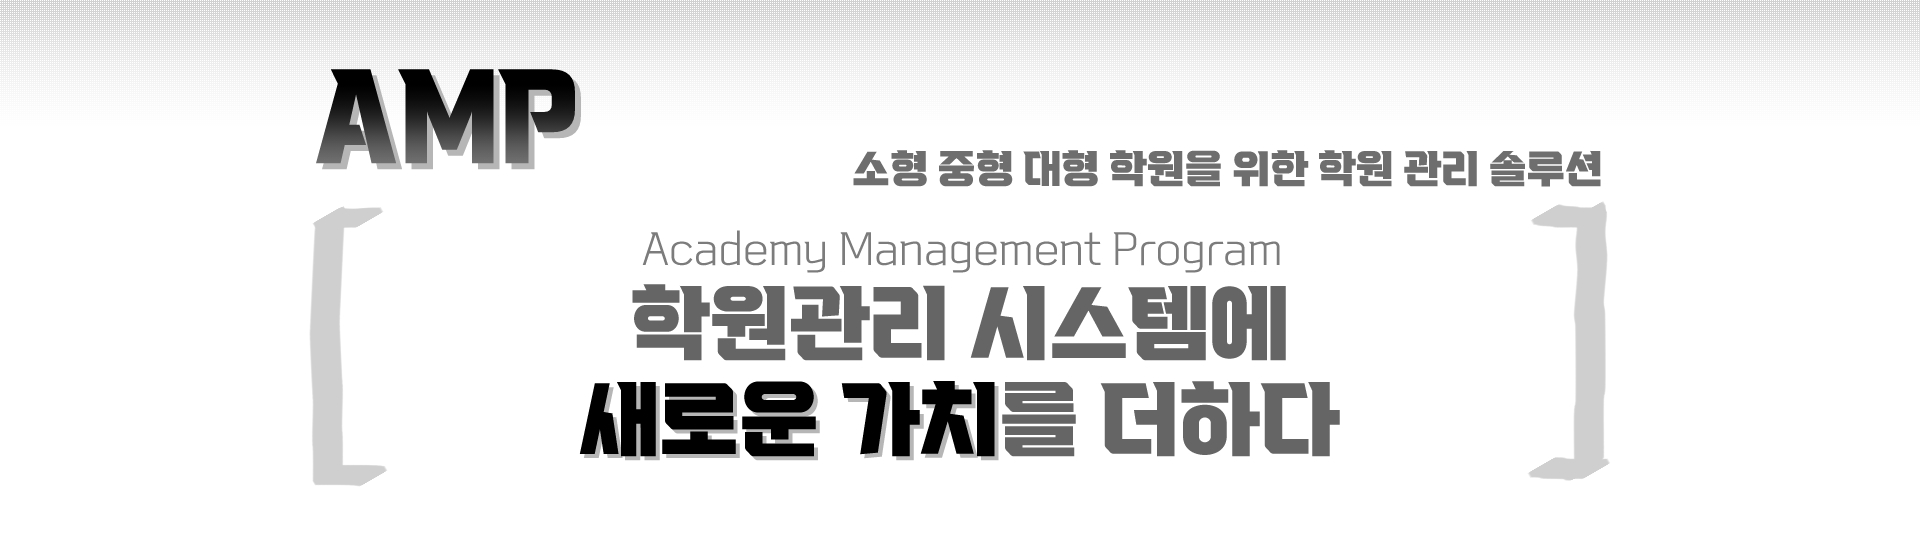 AMP
소형 중형 대형 학원을 위한 학원 관리 솔루션
Academy Management Program
학원관리 시스템에
새로운 가치를 더하다